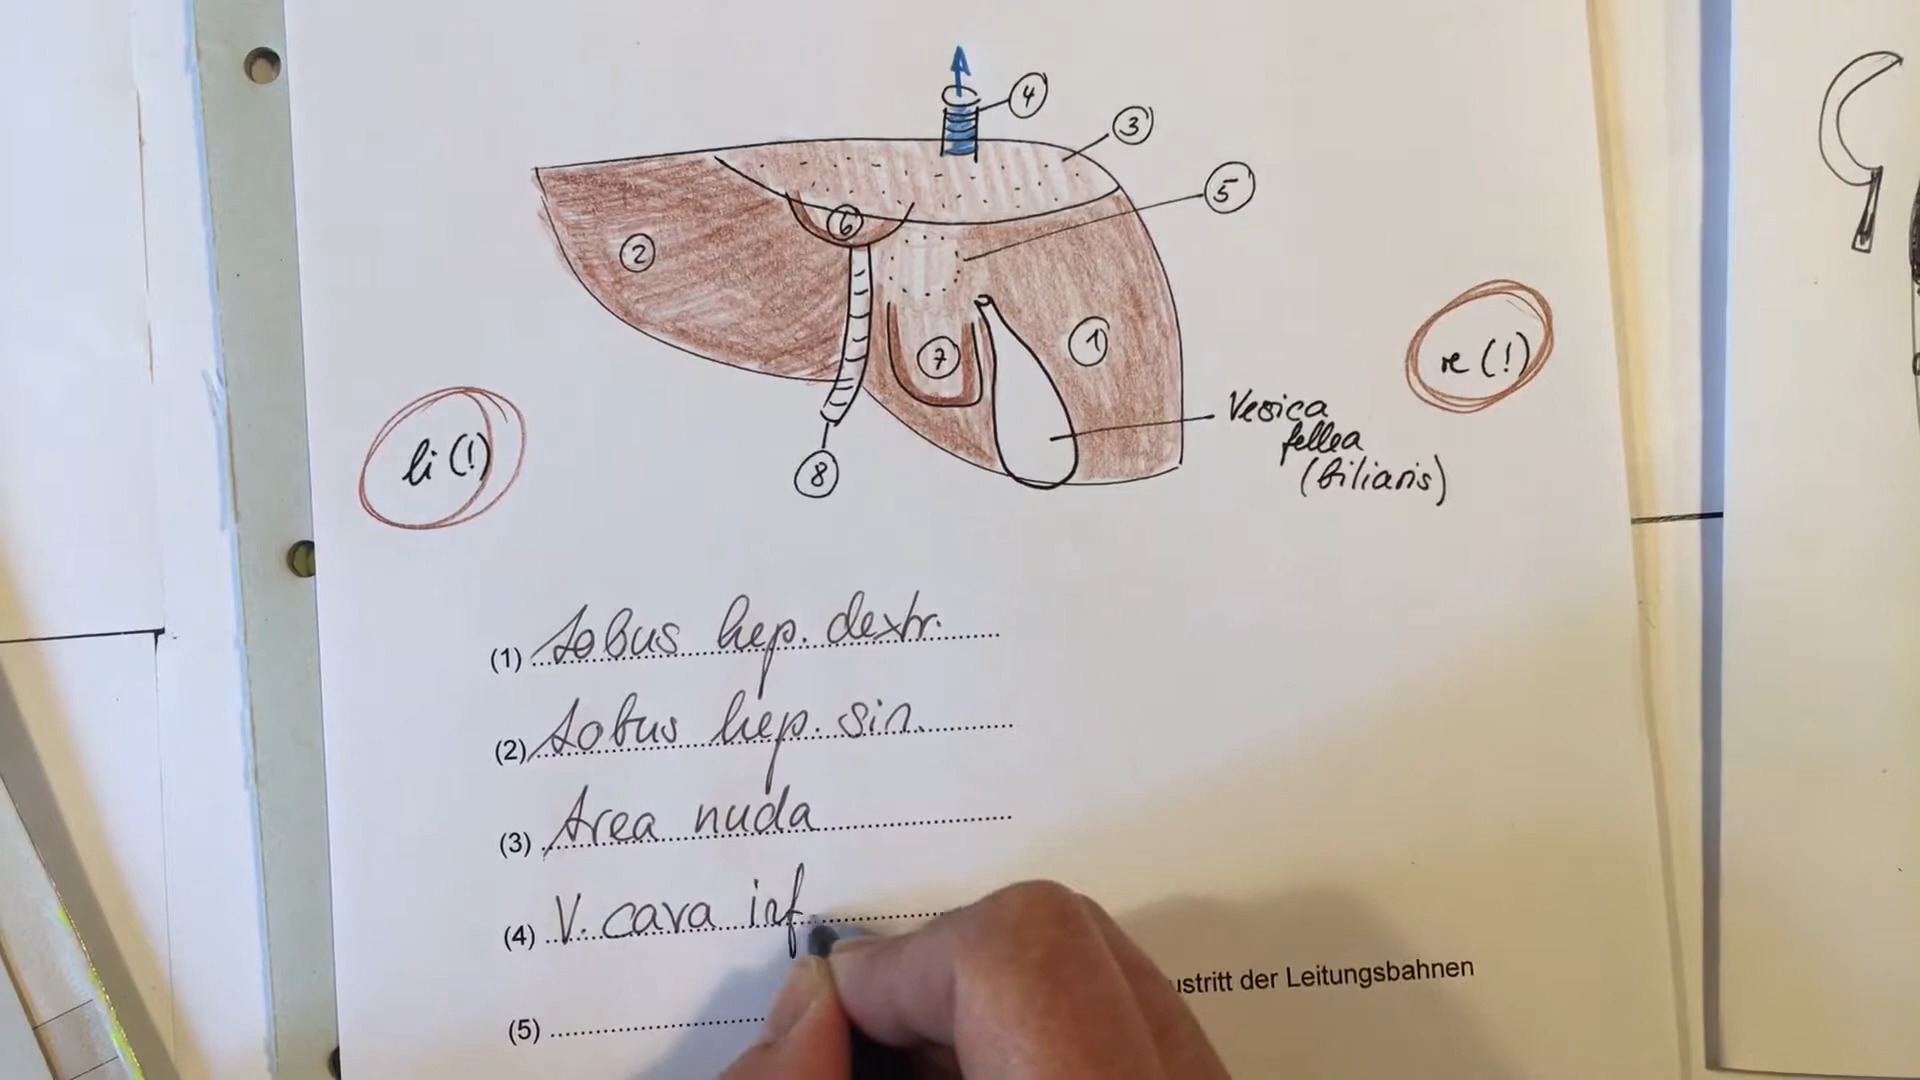 4
3
5
6
2
7
1
re (!)
Vesica
fellea
(biliaris)
li (!)
8
(1) Lobus hep. dextr.
(2) Lobus hep. sin.
(3) Area nuda
(4) V. cava inf
ustritt der Leitungsbahnen
(5)